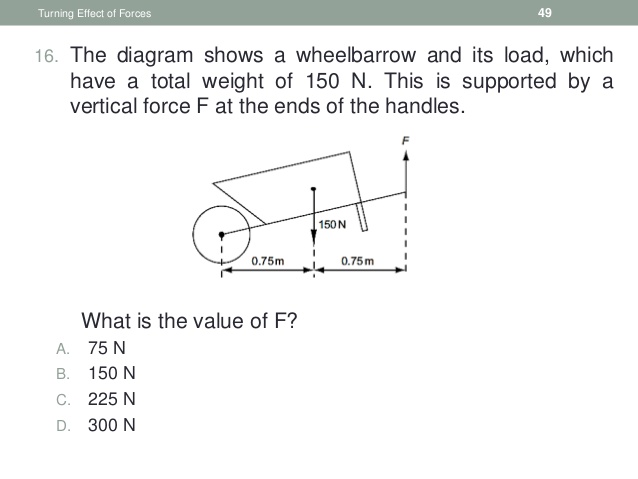 Turning Effect of Forces
49
16. The diagram shows a wheelbarrow and its load, which
have a total weight of 150 N. This is supported by a
vertical force F at the ends of the handles.
F
150 N
0.75 m 0.75 m
What is the value of F?
A. 75 N
B. 150 N
C. 225 N
D. 300 N